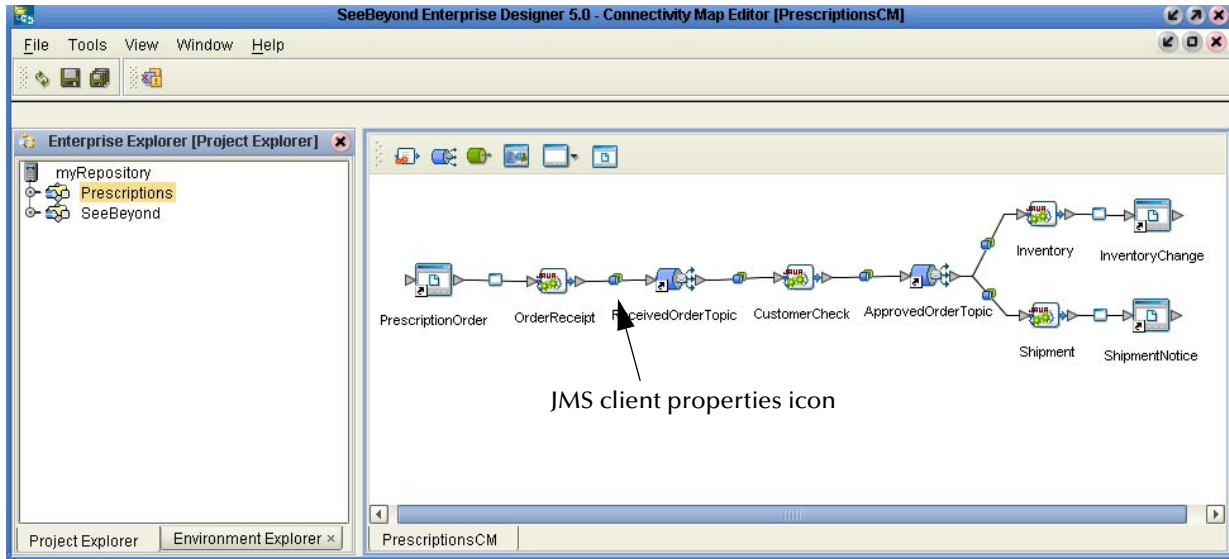 SeeBeyond Enterprise Designer 5.0 - Connectivity Map Editor [PrescriptionsCM]
File Tools View Window Help
Enterprise Explorer [Project Explorer]
myRepository
Prescriptions
SeeBeyond
Inventory
InventoryChange
PrescriptionOrder
OrderReceipt
ReceivedOrderTopic
CustomerCheck
ApprovedOrderTopic
Shipment
ShipmentNotice
JMS client properties icon
Project Explorer
Environment Explorer ×
PrescriptionsCM